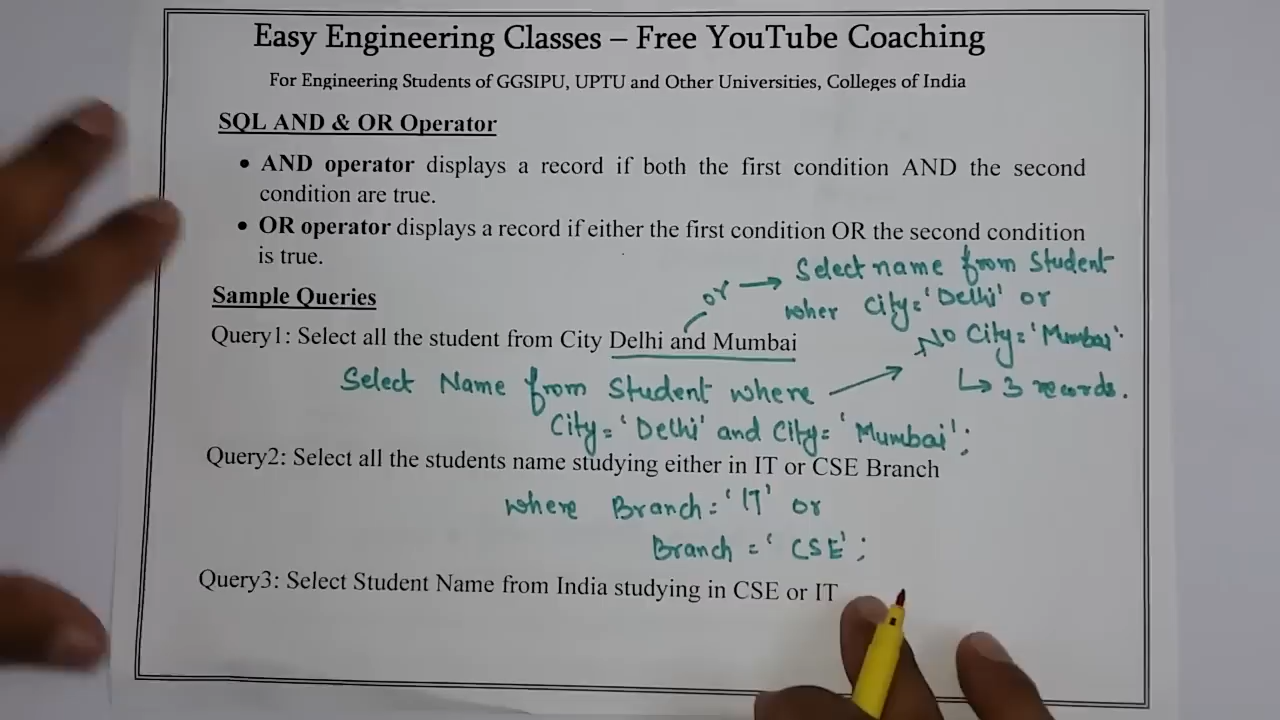 Easy Engineering Classes – Free YouTube Coaching
For Engineering Students of GGSIPU, UPTU and Other Universities, Colleges of India
SQL AND & OR Operator
• AND operator displays a record if both the first condition AND the second
condition are true.
• OR operator displays a record if either the first condition OR the second condition
is true.
or → Select name from Student
wher City='Delhi' or
City='Mumbai'
↳ 3 records.
Sample Queries
Query1: Select all the student from City Delhi and Mumbai
Select Name from Student where → No
City='Delhi' and City='Mumbai';
Query2: Select all the students name studying either in IT or CSE Branch
where Branch='IT' or
Branch='CSE';
Query3: Select Student Name from India studying in CSE or IT